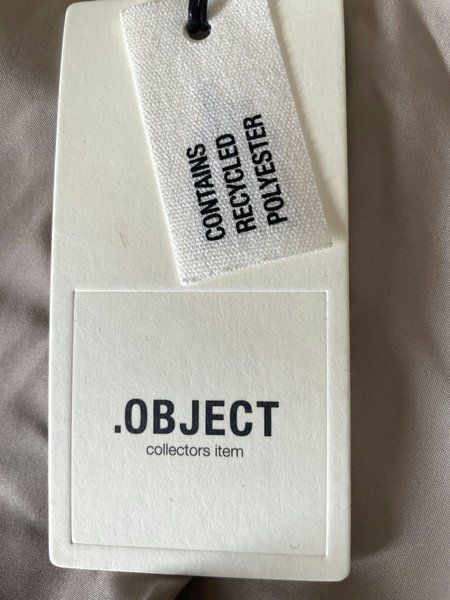 CONTAINS
RECYCLED
POLYESTER
.OBJECT
collectors item